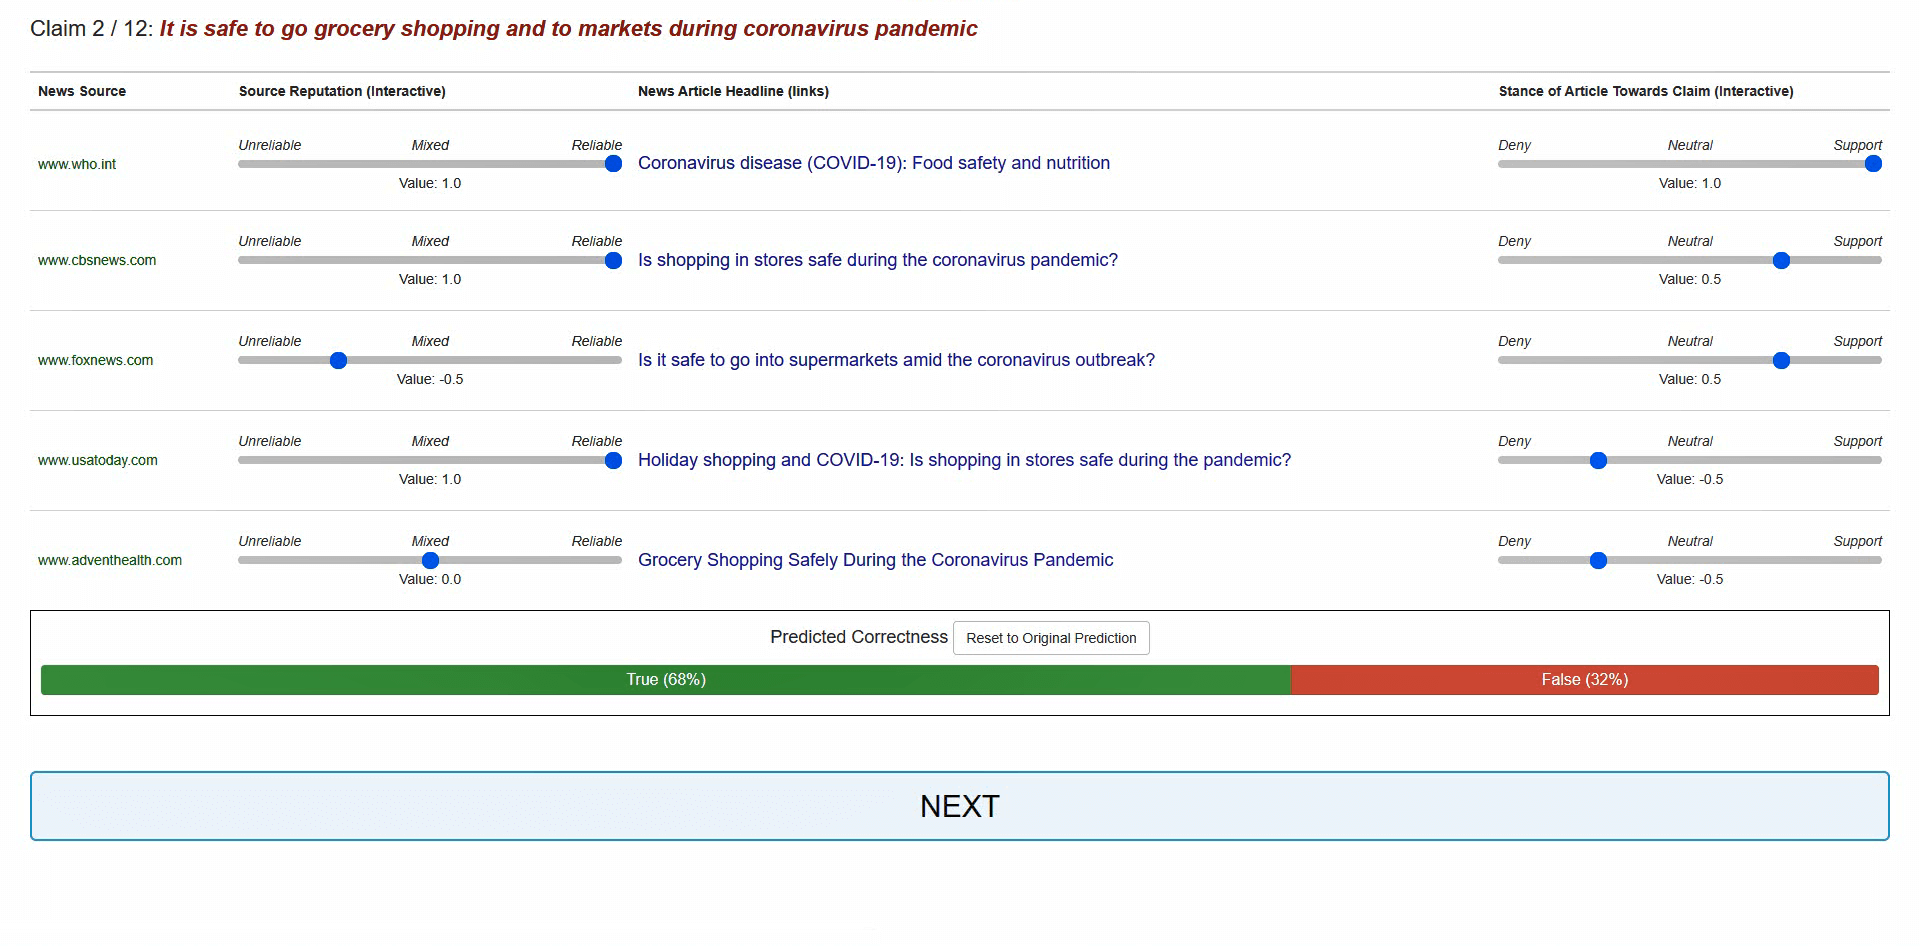 Claim 2 / 12: It is safe to go grocery shopping and to markets during coronavirus pandemic
News Source Source Reputation (Interactive) News Article Headline (links) Stance of Article Towards Claim (Interactive)
Unreliable Mixed Reliable Deny Neutral Support
www.who.int Coronavirus disease (COVID-19): Food safety and nutrition
Value: 1.0 Value: 1.0
Unreliable Mixed Reliable Deny Neutral Support
www.cbsnews.com Is shopping in stores safe during the coronavirus pandemic?
Value: 1.0 Value: 0.5
Unreliable Mixed Reliable Deny Neutral Support
www.foxnews.com Is it safe to go into supermarkets amid the coronavirus outbreak?
Value: -0.5 Value: 0.5
Unreliable Mixed Reliable Deny Neutral Support
www.usatoday.com Holiday shopping and COVID-19: Is shopping in stores safe during the pandemic?
Value: 1.0 Value: -0.5
Unreliable Mixed Reliable Deny Neutral Support
www.adventhealth.com Grocery Shopping Safely During the Coronavirus Pandemic
Value: 0.0 Value: -0.5
Predicted Correctness Reset to Original Prediction
True (68%) False (32%)
NEXT